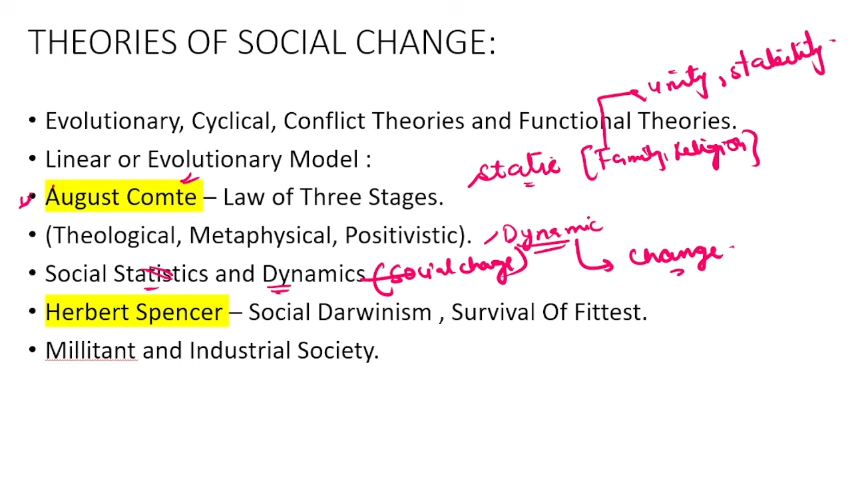 THEORIES OF SOCIAL CHANGE:
unity, stability.
• Evolutionary, Cyclical, Conflict Theories and Functional Theories.
• Linear or Evolutionary Model :
static [Family, Religion]
• August Comte – Law of Three Stages.
• (Theological, Metaphysical, Positivistic).
Dynamic
• Social Statistics and Dynamics
(Social change)
change.
• Herbert Spencer – Social Darwinism , Survival Of Fittest.
• Millitant and Industrial Society.